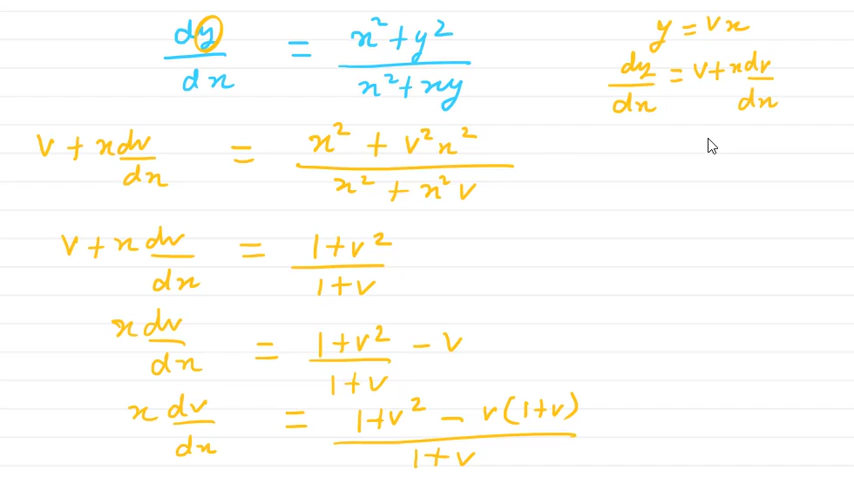 dy/dx = x² + y² / x² + xy
y = vx
dy/dx = v + x dv/dx
v + x dv/dx = x² + v²x² / x² + x²v
v + x dv/dx = 1 + v² / 1 + v
x dv/dx = 1 + v² / 1 + v - v
x dv/dx = 1 + v² - v(1 + v) / 1 + v